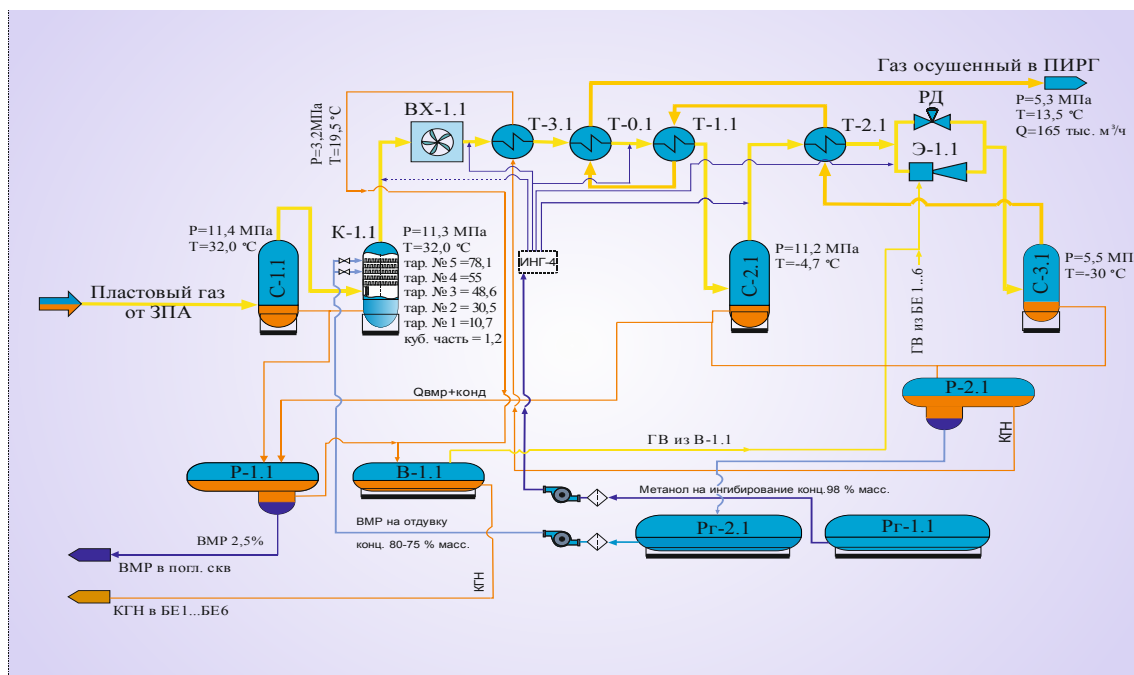 Газ осушенный в ПИРГ
Р=5,3 МПа
Т=13,5 °С
Q=165 тыс. м³/ч
РД
ВХ-1.1
Т-3.1
Т-0.1
Т-1.1
Т-2.1
Э-1.1
Р=3,2МПа
Т=19,5 °С
К-1.1
Р=11,4 МПа
Т=32,0 °С
Р=11,3 МПа
Т=32,0 °С
тар. № 5 =78,1
тар. № 4 =55
тар. № 3 = 48,6
тар. № 2 = 30,5
тар. № 1 =10,7
куб. часть = 1,2
ИНГ-4
Р=11,2 МПа
Т=-4,7 °С
Р=5,5 МП
Т=-30 °С
С-1.1
С-2.1
С-3.1
Пластовый газ
от ЗПА
ГВ из БЕ 1...6
Qвмр+конд
Р-2.1
КГН
ГВ из В-1.1
Р-1.1
В-1.1
Метанол на ингибирование конц.98 % масс.
ВМР на отдувку
конц. 80-75 % масс.
Рг-2.1
Рг-1.1
ВМР 2,5%
ВМР в погл. скв
КГН
КГН в БЕ1...БЕ6